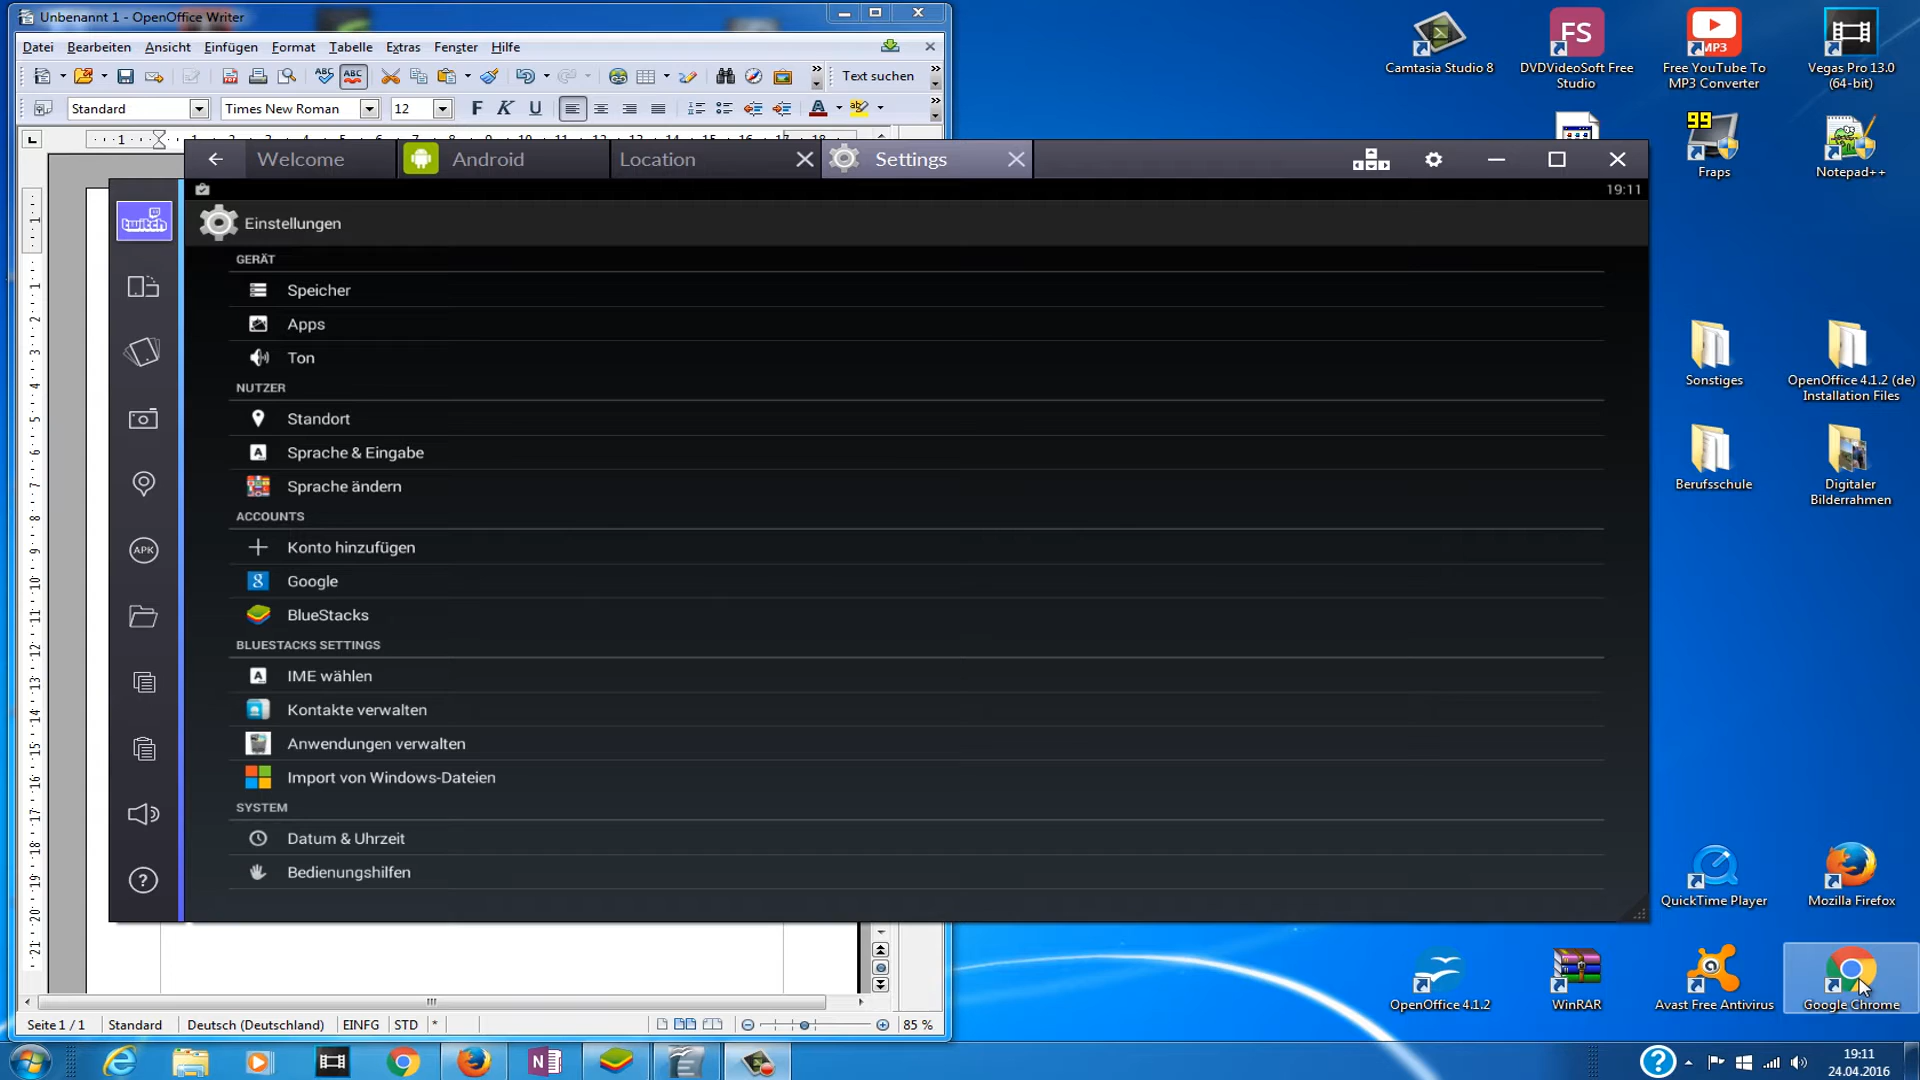 Unbenannt 1 - OpenOffice Writer
Datei Bearbeiten Ansicht Einfügen Format Tabelle Extras Fenster Hilfe
Text suchen
Standard Times New Roman 12 F K U
Welcome Android Location Settings
19:11
twitch
Einstellungen
GERÄT
Speicher
Apps
Ton
NUTZER
Standort
Sprache & Eingabe
Sprache ändern
ACCOUNTS
Konto hinzufügen
Google
BlueStacks
BLUESTACKS SETTINGS
IME wählen
Kontakte verwalten
Anwendungen verwalten
Import von Windows-Dateien
SYSTEM
Datum & Uhrzeit
Bedienungshilfen
APK
Camtasia Studio 8
DVDVideoSoft Free
Studio
Free YouTube To
MP3 Converter
Vegas Pro 13.0
(64-bit)
Fraps
Notepad++
Sonstiges
OpenOffice 4.1.2 (de)
Installation Files
Berufsschule
Digitaler
Bilderrahmen
QuickTime Player
Mozilla Firefox
OpenOffice 4.1.2
WinRAR
Avast Free Antivirus
Google Chrome
Seite 1 / 1 Standard Deutsch (Deutschland) EINFG STD * 85 %
19:11
24.04.2016